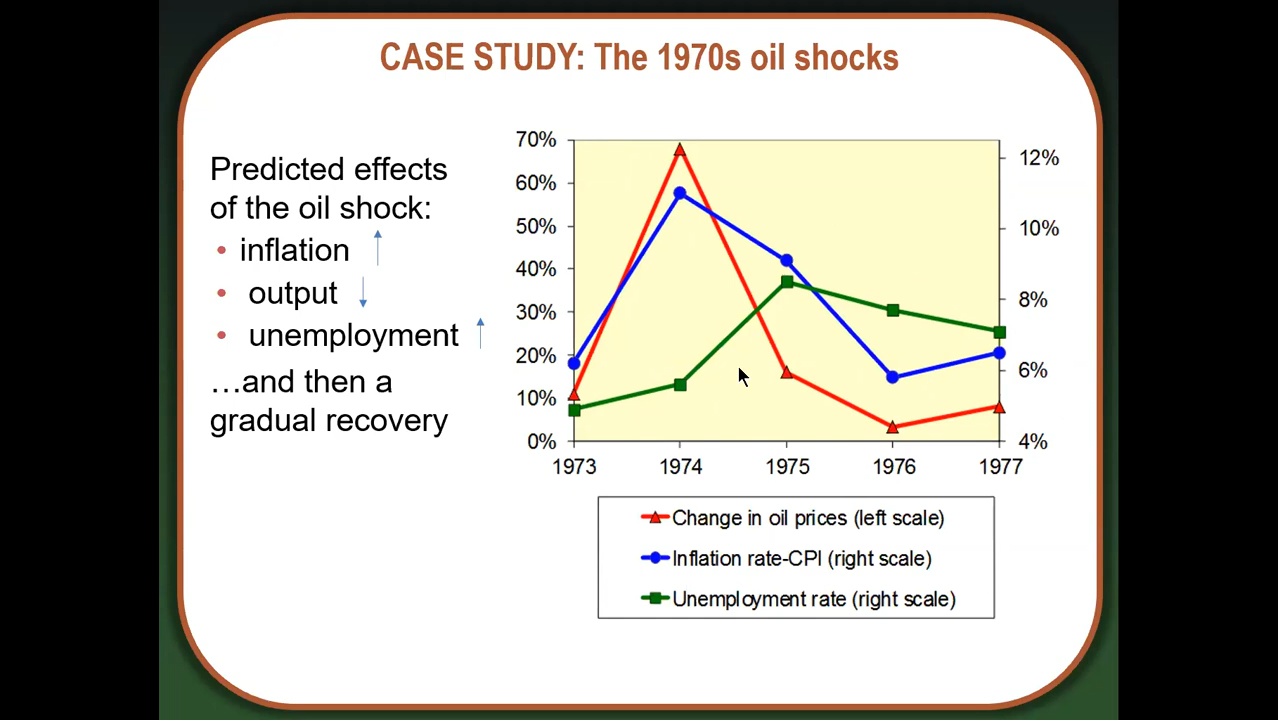 CASE STUDY: The 1970s oil shocks
Predicted effects
of the oil shock:
• inflation
• output
• unemployment
…and then a
gradual recovery
70%
60%
50%
40%
30%
20%
10%
0%
12%
10%
8%
6%
4%
1973 1974 1975 1976 1977
Change in oil prices (left scale)
Inflation rate-CPI (right scale)
Unemployment rate (right scale)